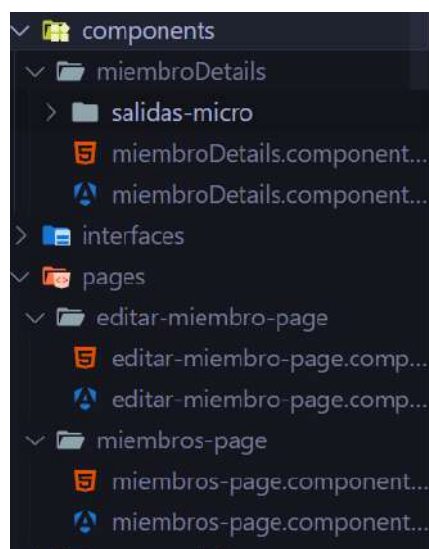 components
miembroDetails
salidas-micro
miembroDetails.component...
miembroDetails.component...
interfaces
pages
editar-miembro-page
editar-miembro-page.comp...
editar-miembro-page.comp...
miembros-page
miembros-page.component...
miembros-page.component...